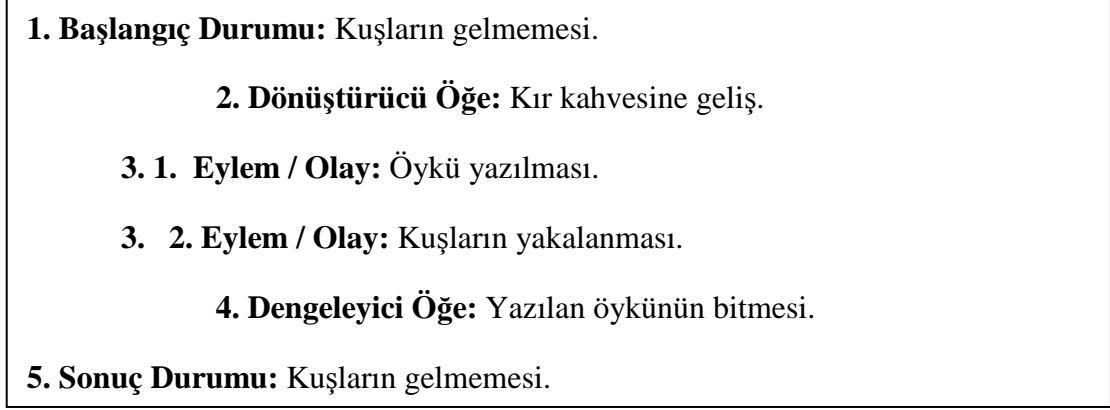 1. Başlangıç Durumu: Kuşların gelmemesi.
2. Dönüştürücü Öğe: Kır kahvesine geliş.
3. 1. Eylem / Olay: Öykü yazılması.
3. 2. Eylem / Olay: Kuşların yakalanması.
4. Dengeleyici Öğe: Yazılan öykünün bitmesi.
5. Sonuç Durumu: Kuşların gelmemesi.